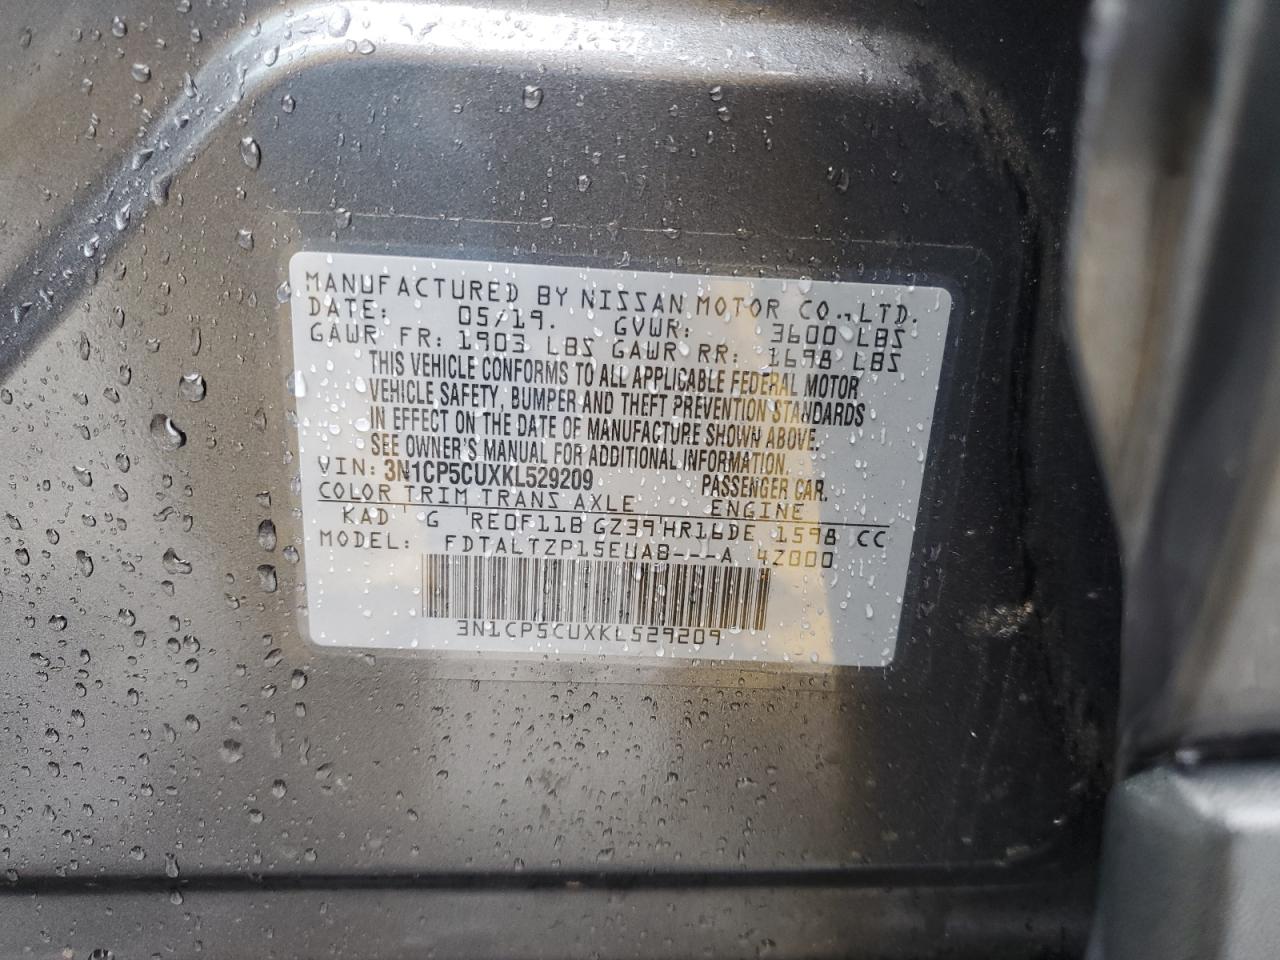 MANUFACTURED BY NISSAN MOTOR CO.,LTD.
DATE: 05/19. GVWR: 3600 LBS
GAWR FR: 1903 LBS GAWR RR: 1698 LBS
THIS VEHICLE CONFORMS TO ALL APPLICABLE FEDERAL MOTOR
VEHICLE SAFETY, BUMPER AND THEFT PREVENTION STANDARDS
IN EFFECT ON THE DATE OF MANUFACTURE SHOWN ABOVE.
SEE OWNER'S MANUAL FOR ADDITIONAL INFORMATION.
VIN: 3N1CP5CUXKL529209 PASSENGER CAR.
COLOR TRIM TRANS AXLE ENGINE
KAD G RE0F11B GZ39 HR16DE 1598 CC
MODEL: FDTALTZP15EUAB---A 42000
3N1CP5CUXKL529209